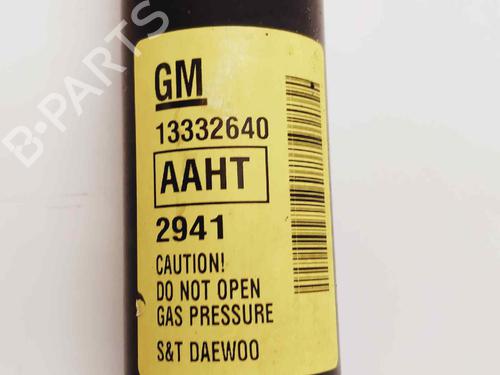 B-PARTS
GM
13332640
AAHT
2941
CAUTION!
DO NOT OPEN
GAS PRESSURE
S&T DAEWOO